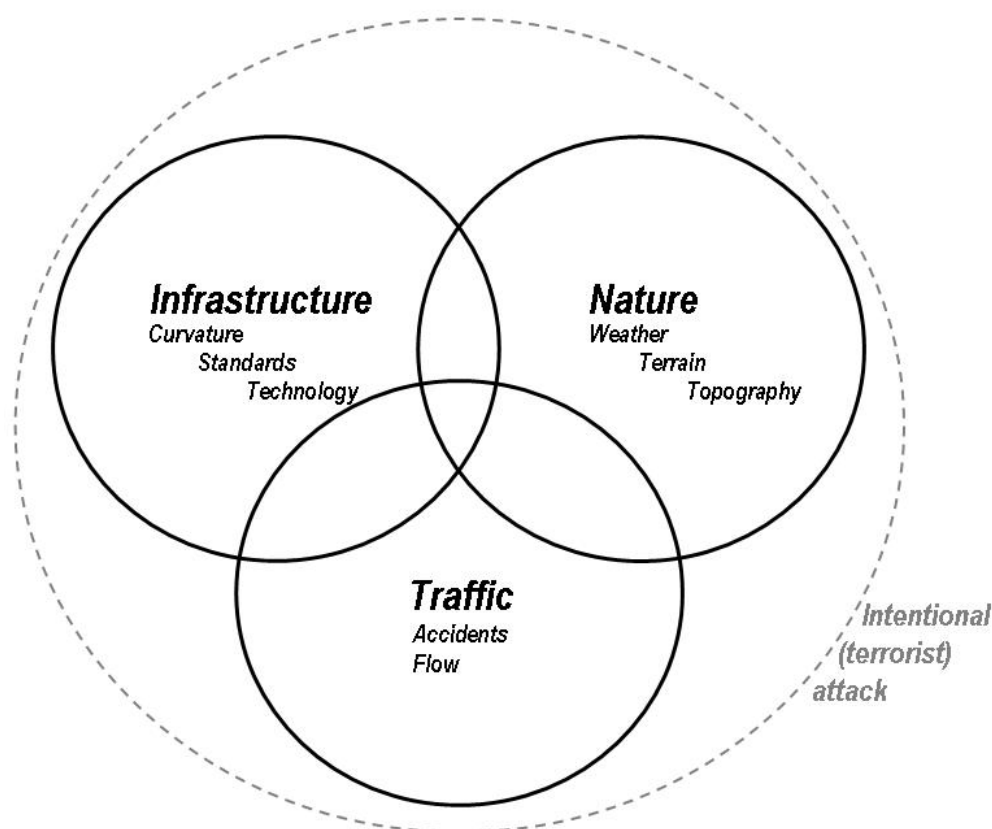 Infrastructure
Curvature
Standards
Technology
Nature
Weather
Terrain
Topography
Traffic
Accidents
Flow
Intentional
(terrorist)
attack